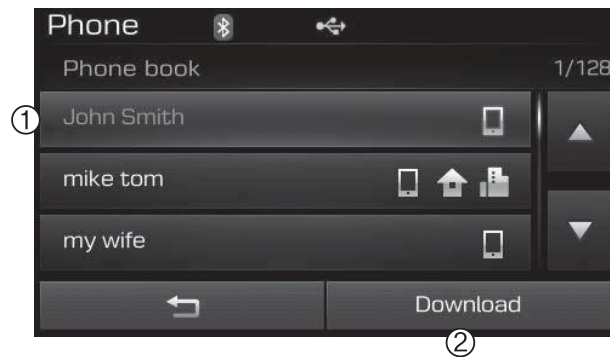 Phone
Phone book 1/128
① John Smith
mike tom
my wife
Download
②